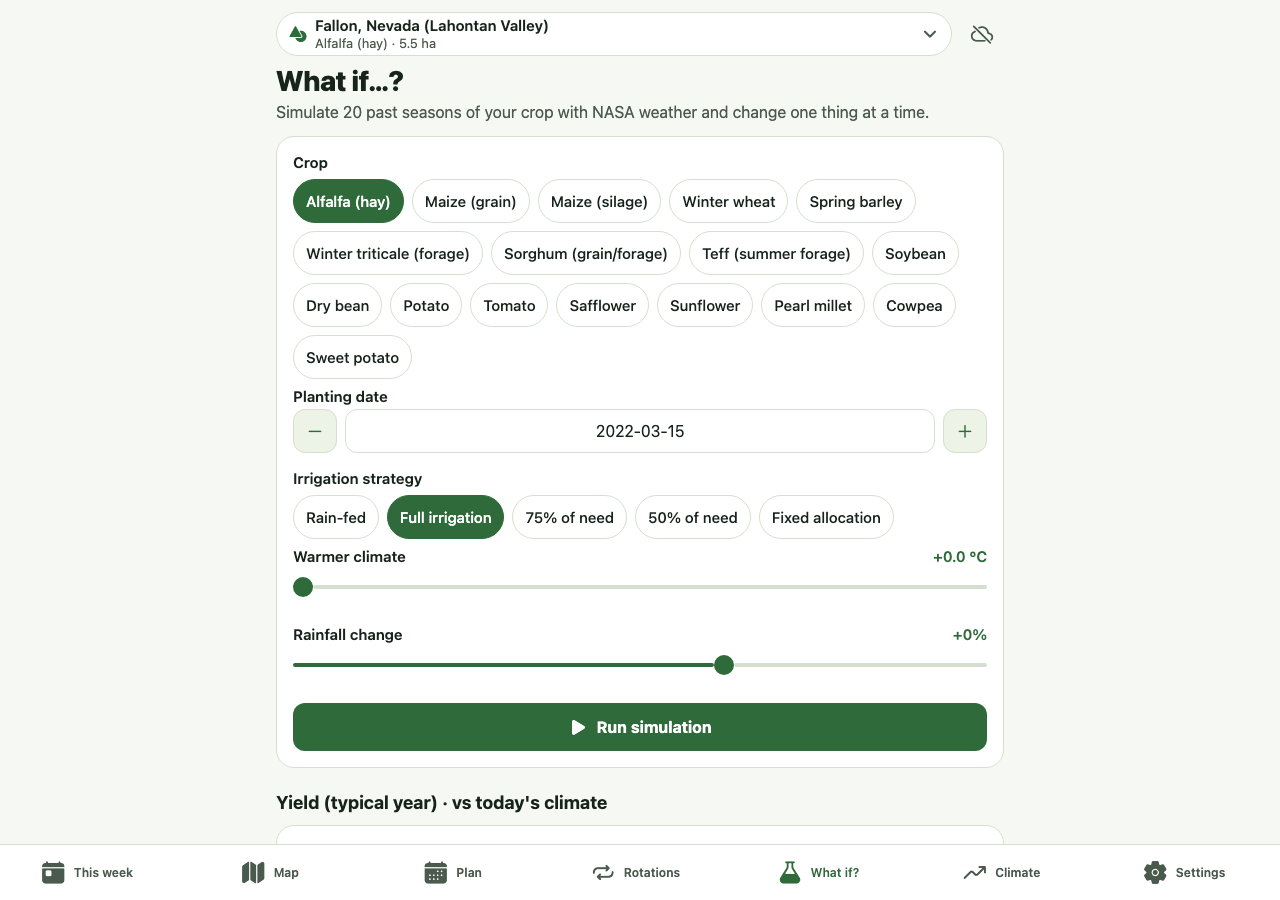 Fallon, Nevada (Lahontan Valley)
Alfalfa (hay) · 5.5 ha
What if…?
Simulate 20 past seasons of your crop with NASA weather and change one thing at a time.
Crop
Alfalfa (hay) Maize (grain) Maize (silage) Winter wheat Spring barley
Winter triticale (forage) Sorghum (grain/forage) Teff (summer forage) Soybean
Dry bean Potato Tomato Safflower Sunflower Pearl millet Cowpea
Sweet potato
Planting date
− 2022-03-15 +
Irrigation strategy
Rain-fed Full irrigation 75% of need 50% of need Fixed allocation
Warmer climate +0.0 °C
Rainfall change +0%
Run simulation
Yield (typical year) · vs today's climate
This week Map Plan Rotations What if? Climate Settings